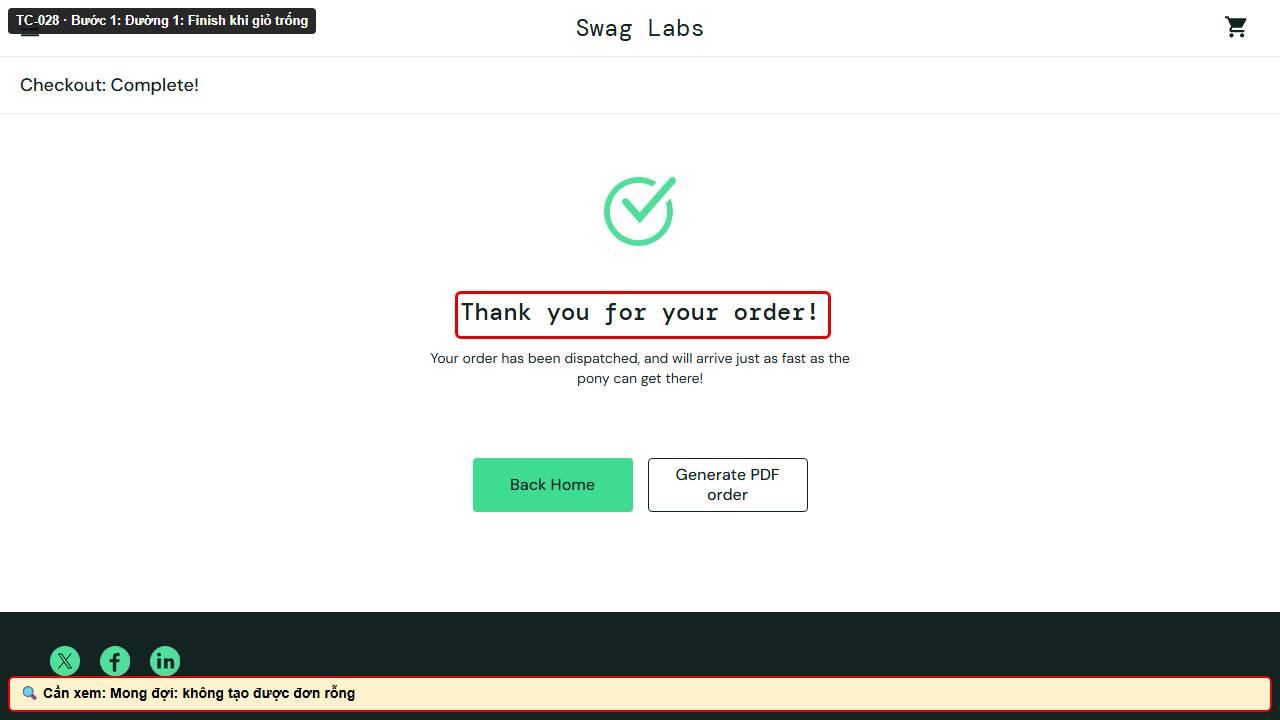 TC-028 · Bước 1: Đường 1: Finish khi giỏ trống
Swag Labs
Checkout: Complete!
Thank you for your order!
Your order has been dispatched, and will arrive just as fast as the
pony can get there!
Back Home
Generate PDF
order
Cần xem: Mong đợi: không tạo được đơn rỗng